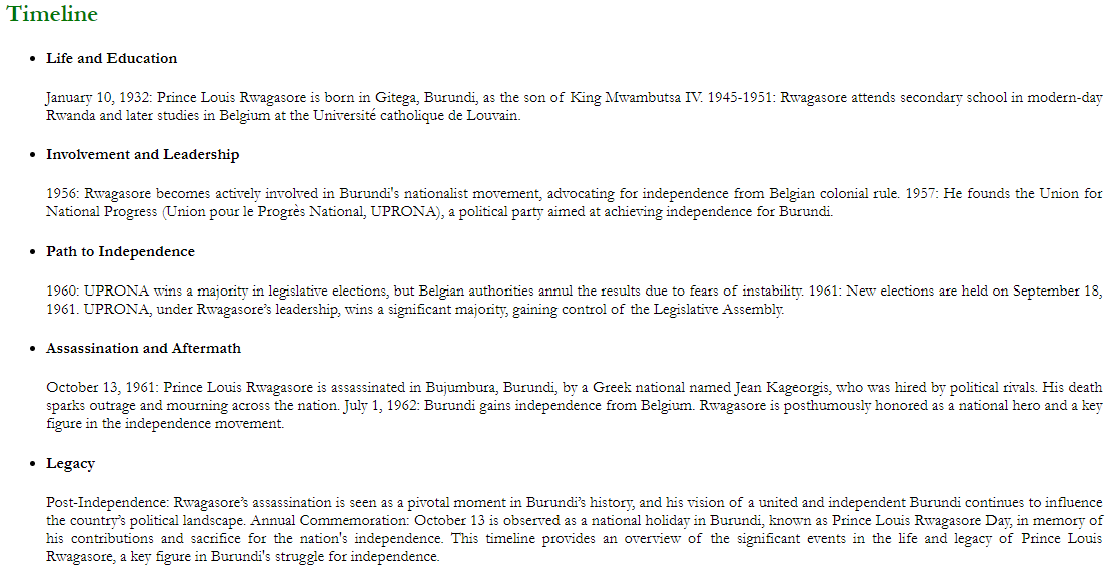 Timeline
• Life and Education
January 10, 1932: Prince Louis Rwagasore is born in Gitega, Burundi, as the son of King Mwambutsa IV. 1945-1951: Rwagasore attends secondary school in modern-day
Rwanda and later studies in Belgium at the Université catholique de Louvain.
• Involvement and Leadership
1956: Rwagasore becomes actively involved in Burundi's nationalist movement, advocating for independence from Belgian colonial rule. 1957: He founds the Union for
National Progress (Union pour le Progrès National, UPRONA), a political party aimed at achieving independence for Burundi.
• Path to Independence
1960: UPRONA wins a majority in legislative elections, but Belgian authorities annul the results due to fears of instability. 1961: New elections are held on September 18,
1961. UPRONA, under Rwagasore’s leadership, wins a significant majority, gaining control of the Legislative Assembly.
• Assassination and Aftermath
October 13, 1961: Prince Louis Rwagasore is assassinated in Bujumbura, Burundi, by a Greek national named Jean Kageorgis, who was hired by political rivals. His death
sparks outrage and mourning across the nation. July 1, 1962: Burundi gains independence from Belgium. Rwagasore is posthumously honored as a national hero and a key
figure in the independence movement.
• Legacy
Post-Independence: Rwagasore’s assassination is seen as a pivotal moment in Burundi’s history, and his vision of a united and independent Burundi continues to influence
the country’s political landscape. Annual Commemoration: October 13 is observed as a national holiday in Burundi, known as Prince Louis Rwagasore Day, in memory of
his contributions and sacrifice for the nation's independence. This timeline provides an overview of the significant events in the life and legacy of Prince Louis
Rwagasore, a key figure in Burundi's struggle for independence.